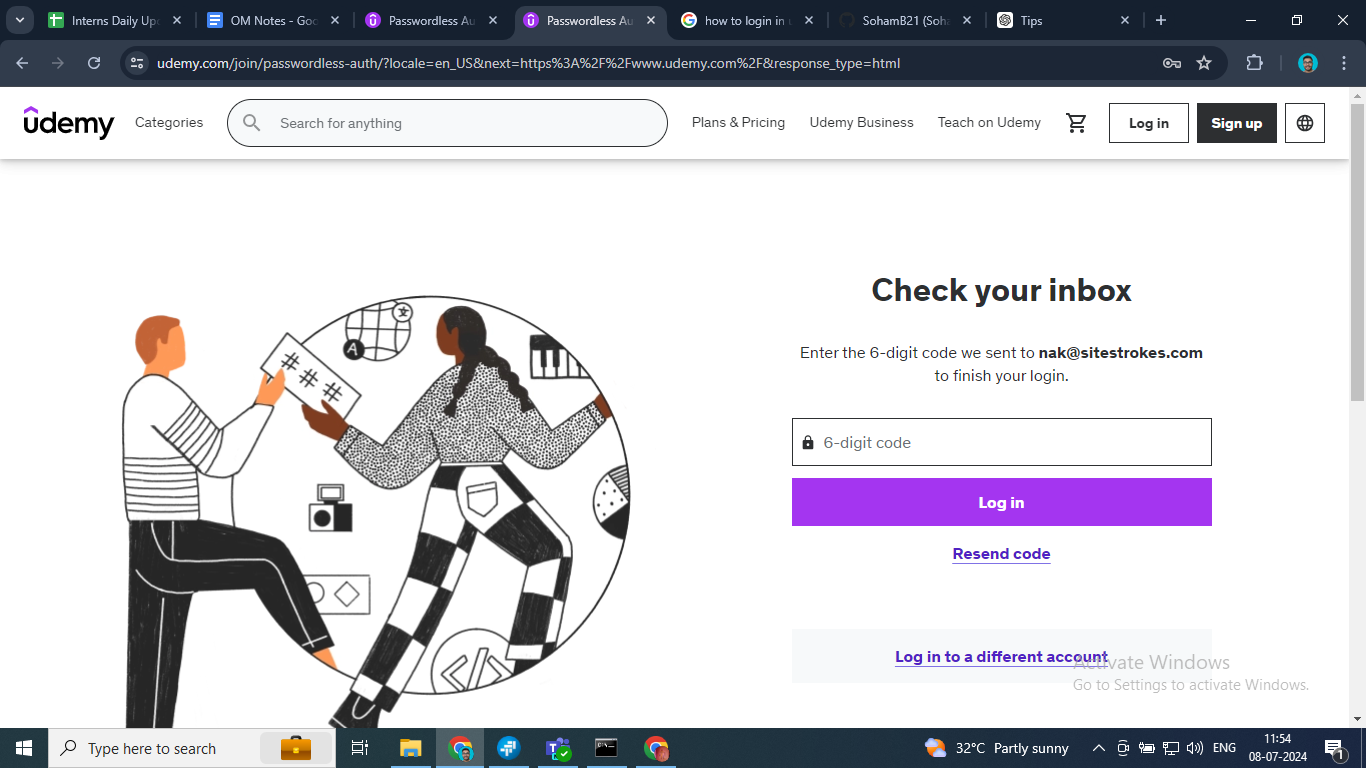 Interns Daily Up
OM Notes - Goo
Passwordless Au
Passwordless Au
how to login in u
SohamB21 (Soha
Tips
udemy.com/join/passwordless-auth/?locale=en_US&next=https%3A%2F%2Fwww.udemy.com%2F&response_type=html
udemy
Categories
Search for anything
Plans & Pricing
Udemy Business
Teach on Udemy
Log in
Sign up
Check your inbox
Enter the 6-digit code we sent to nak@sitestrokes.com
to finish your login.
6-digit code
Log in
Resend code
Log in to a different account
Activate Windows
Go to Settings to activate Windows.
###
A
</>
Type here to search
32°C Partly sunny
ENG
11:54
08-07-2024
1